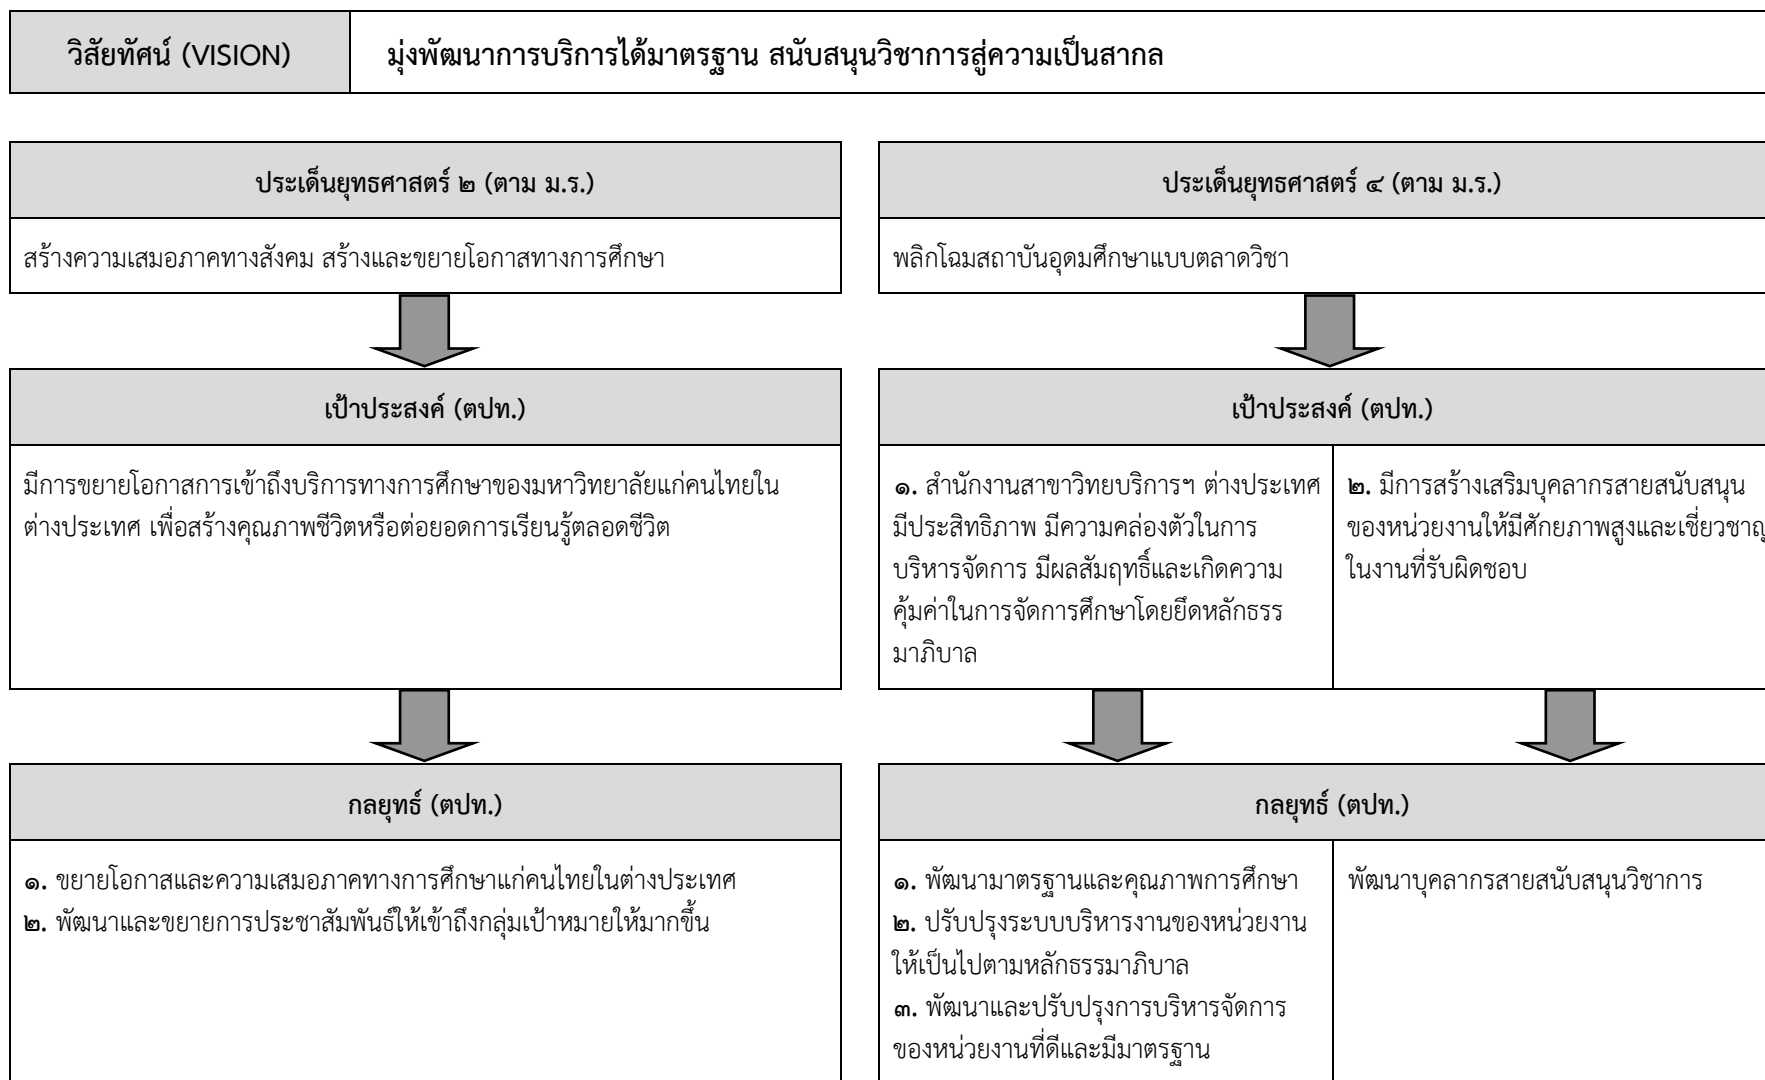 วิสัยทัศน์ (VISION)
มุ่งพัฒนาการบริการได้มาตรฐาน สนับสนุนวิชาการสู่ความเป็นสากล
ประเด็นยุทธศาสตร์ ๒ (ตาม ม.ร.)
สร้างความเสมอภาคทางสังคม สร้างและขยายโอกาสทางการศึกษา
เป้าประสงค์ (ตปท.)
มีการขยายโอกาสการเข้าถึงบริการทางการศึกษาของมหาวิทยาลัยแก่คนไทยใน
ต่างประเทศ เพื่อสร้างคุณภาพชีวิตหรือต่อยอดการเรียนรู้ตลอดชีวิต
กลยุทธ์ (ตปท.)
๑. ขยายโอกาสและความเสมอภาคทางการศึกษาแก่คนไทยในต่างประเทศ
๒. พัฒนาและขยายการประชาสัมพันธ์ให้เข้าถึงกลุ่มเป้าหมายให้มากขึ้น
ประเด็นยุทธศาสตร์ ๔ (ตาม ม.ร.)
พลิกโฉมสถาบันอุดมศึกษาแบบตลาดวิชา
เป้าประสงค์ (ตปท.)
๑. สำนักงานสาขาวิทยบริการฯ ต่างประเทศ
มีประสิทธิภาพ มีความคล่องตัวในการ
บริหารจัดการ มีผลสัมฤทธิ์และเกิดความ
คุ้มค่าในการจัดการศึกษาโดยยึดหลักธรร
มาภิบาล
๒. มีการสร้างเสริมบุคลากรสายสนับสนุน
ของหน่วยงานให้มีศักยภาพสูงและเชี่ยวชาญ
ในงานที่รับผิดชอบ
กลยุทธ์ (ตปท.)
๑. พัฒนามาตรฐานและคุณภาพการศึกษา
๒. ปรับปรุงระบบบริหารงานของหน่วยงาน
ให้เป็นไปตามหลักธรรมาภิบาล
๓. พัฒนาและปรับปรุงการบริหารจัดการ
ของหน่วยงานที่ดีและมีมาตรฐาน
พัฒนาบุคลากรสายสนับสนุนวิชาการ